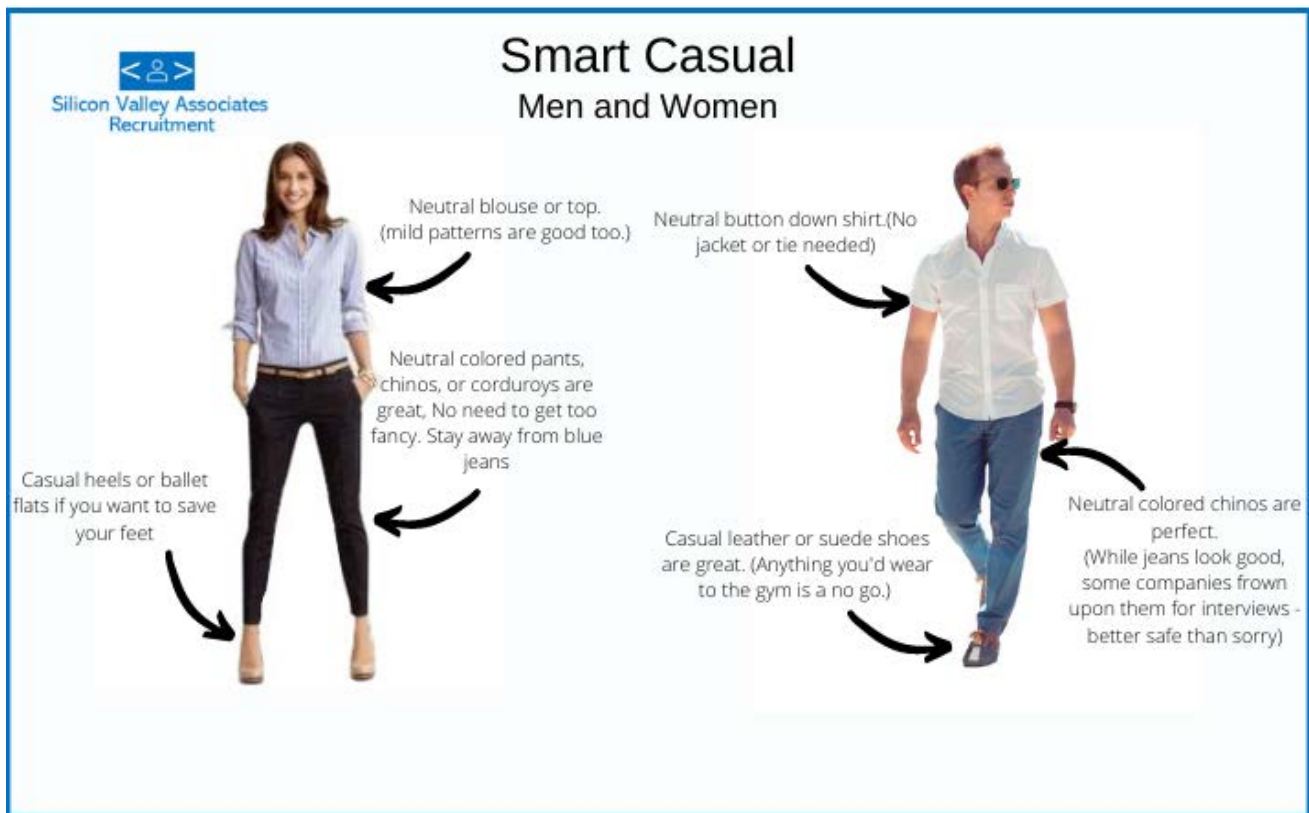 Smart Casual
Men and Women
< >
Silicon Valley Associates
Recruitment
Neutral blouse or top.
(mild patterns are good too.)
Neutral colored pants,
chinos, or corduroys are
great, No need to get too
fancy. Stay away from blue
jeans
Casual heels or ballet
flats if you want to save
your feet
Neutral button down shirt.(No
jacket or tie needed)
Casual leather or suede shoes
are great. (Anything you'd wear
to the gym is a no go.)
Neutral colored chinos are
perfect.
(While jeans look good,
some companies frown
upon them for interviews -
better safe than sorry)